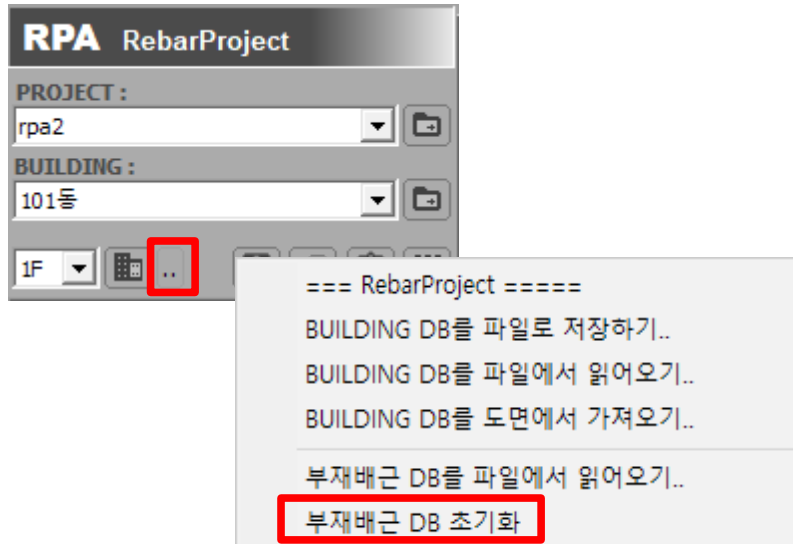 RPA RebarProject
PROJECT :
rpa2
BUILDING :
101동
1F ..
=== RebarProject =====
BUILDING DB를 파일로 저장하기..
BUILDING DB를 파일에서 읽어오기..
BUILDING DB를 도면에서 가져오기..
부재배근 DB를 파일에서 읽어오기..
부재배근 DB 초기화